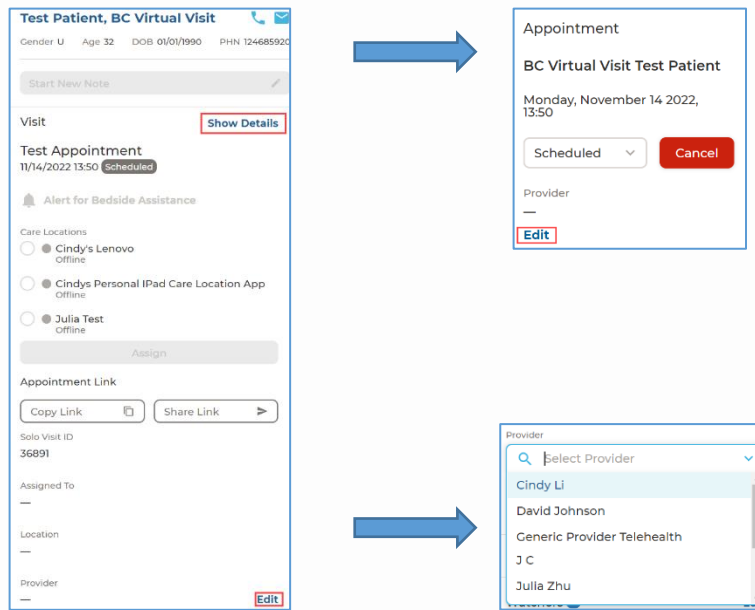 Test Patient, BC Virtual Visit
Gender U Age 32 DOB 01/01/1990 PHN 124685920
Start New Note
Visit Show Details
Test Appointment
11/14/2022 13:50 Scheduled
Alert for Bedside Assistance
Care Locations
Cindy's Lenovo
Offline
Cindys Personal IPad Care Location App
Offline
Julia Test
Offline
Assign
Appointment Link
Copy Link Share Link
Solo Visit ID
36891
Assigned To
—
Location
—
Provider
— Edit
Appointment
BC Virtual Visit Test Patient
Monday, November 14 2022,
13:50
Scheduled Cancel
Provider
—
Edit
Provider
Select Provider
Cindy Li
David Johnson
Generic Provider Telehealth
J C
Julia Zhu